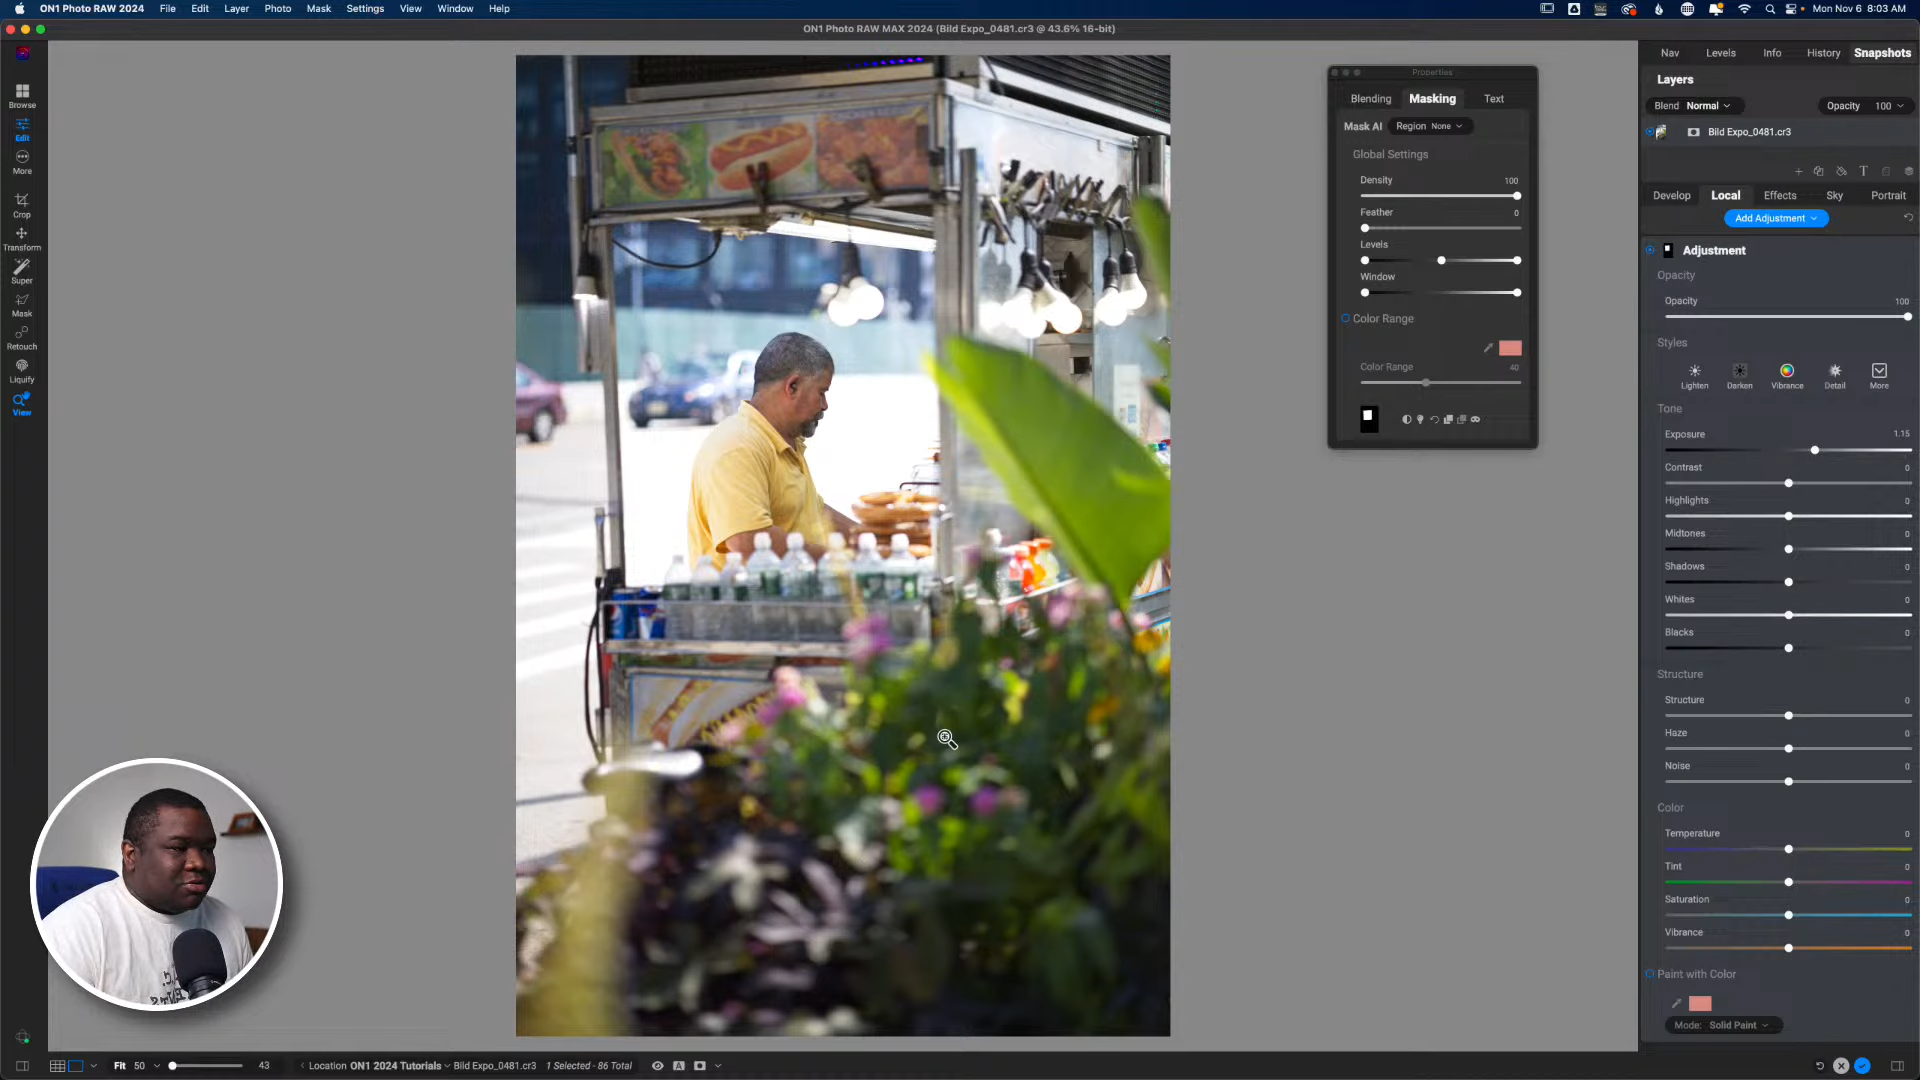 ON1 Photo RAW 2024 File Edit Layer Photo Mask Settings View Window Help
Mon Nov 6 8:03 AM
ON1 Photo RAW MAX 2024 (Bild Expo_0481.cr3 @ 43.6% 16-bit)
Browse
Edit
More
Crop
Transform
Super
Mask
Retouch
Liquify
View
Properties
Blending Masking Text
Mask AI Region None
Global Settings
Density 100
Feather 0
Levels
Window
Color Range
Color Range 40
Nav Levels Info History Snapshots
Layers
Blend Normal Opacity 100
Bild Expo_0481.cr3
Develop Local Effects Sky Portrait
Add Adjustment
Adjustment
Opacity
Opacity 100
Styles
Lighten Darken Vibrance Detail More
Tone
Exposure 1.15
Contrast 0
Highlights 0
Midtones 0
Shadows 0
Whites 0
Blacks 0
Structure
Structure 0
Haze 0
Noise 0
Color
Temperature 0
Tint 0
Saturation 0
Vibrance 0
Paint with Color
Mode: Solid Paint
Fit 50 43 Location ON1 2024 Tutorials Bild Expo_0481.cr3 1 Selected - 86 Total